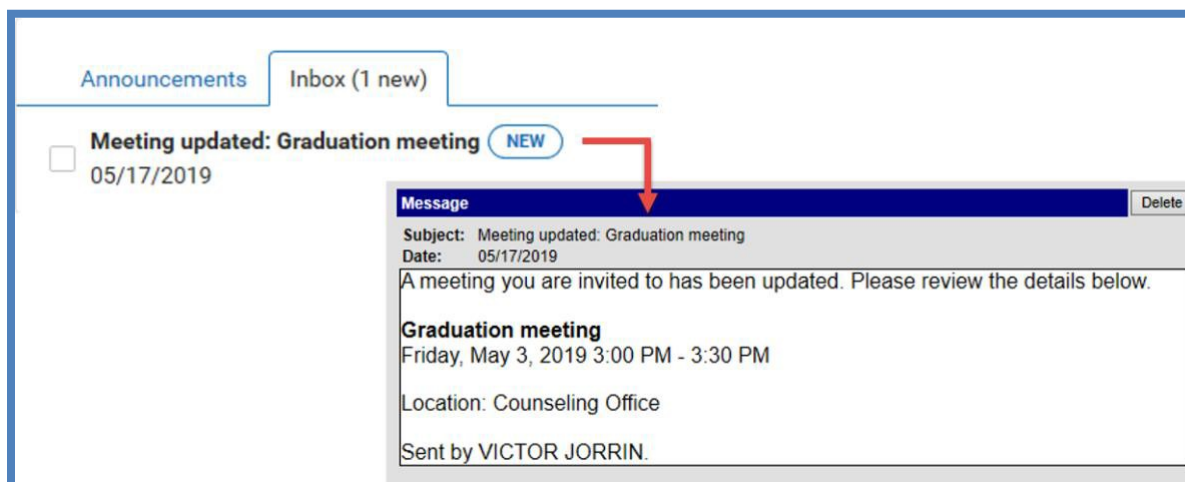 Announcements
Inbox (1 new)
Meeting updated: Graduation meeting NEW
05/17/2019
Message
Delete
Subject: Meeting updated: Graduation meeting
Date: 05/17/2019
A meeting you are invited to has been updated. Please review the details below.
Graduation meeting
Friday, May 3, 2019 3:00 PM - 3:30 PM
Location: Counseling Office
Sent by VICTOR JORRIN.